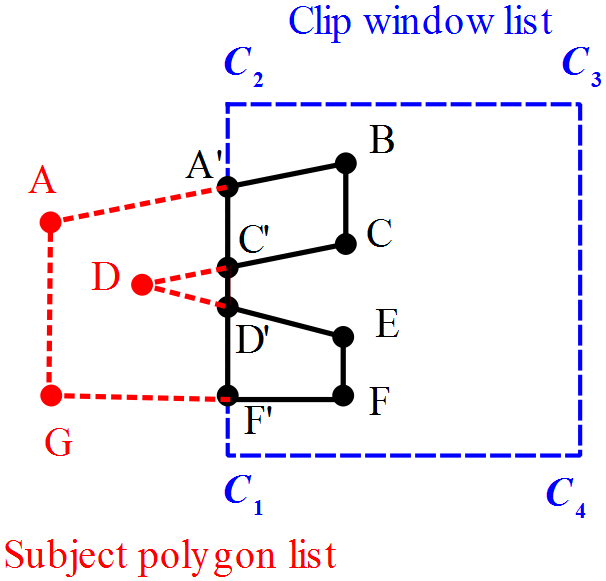 Clip window list
C2
C3
B
A'
A
C'
C
D
D'
E
F
F'
G
C1
C4
Subject polygon list